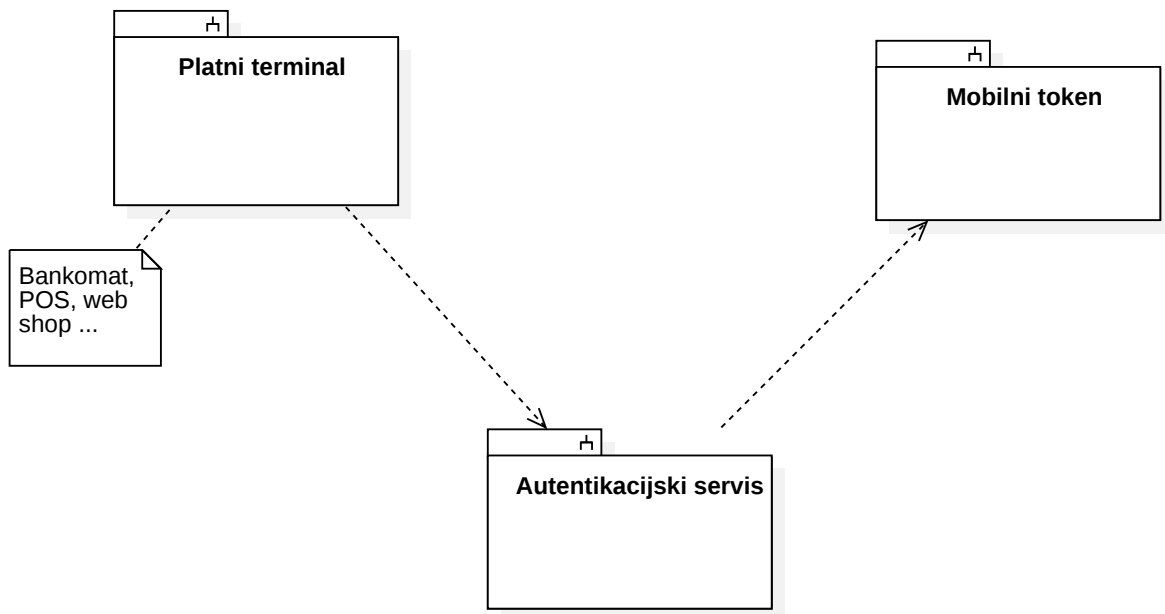 Platni terminal
Mobilni token
Bankomat,
POS, web
shop ...
Autentikacijski servis